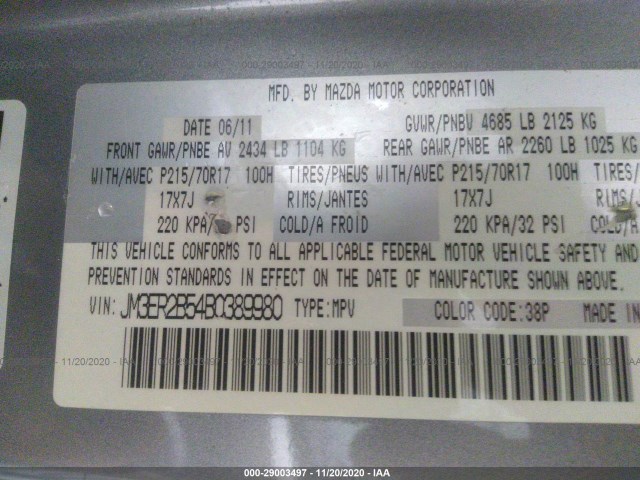 MFD. BY MAZDA MOTOR CORPORATION
DATE 06/11 GVWR/PNBV 4685 LB 2125 KG
FRONT GAWR/PNBE AV 2434 LB 1104 KG REAR GAWR/PNBE AR 2260 LB 1025 KG
WITH/AVEC P215/70R17 100H TIRES/PNEUS WITH/AVEC P215/70R17 100H TIRES/
17X7J RIMS/JANTES 17X7J RIMS/J
220 KPA/ PSI COLD/A FROID 220 KPA/32 PSI COLD/A
THIS VEHICLE CONFORMS TO ALL APPLICABLE FEDERAL MOTOR VEHICLE SAFETY AND
PREVENTION STANDARDS IN EFFECT ON THE DATE OF MANUFACTURE SHOWN ABOVE.
VIN: JM3ER2B54B0389980 TYPE:MPV COLOR CODE:38P MADE IN
000-29003497 - 11/20/2020 - IAA